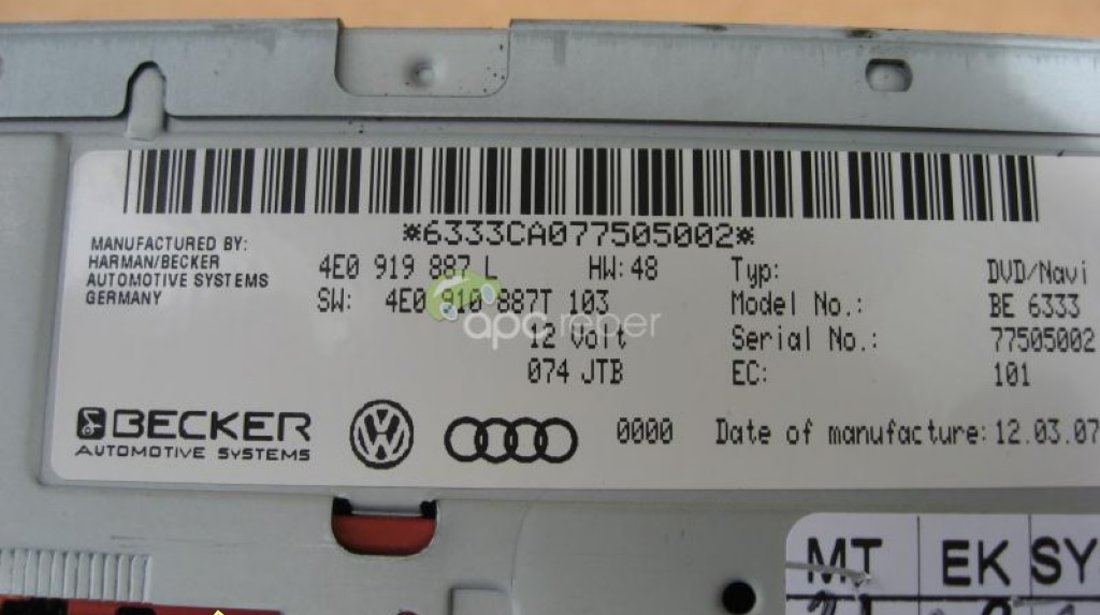 *6333CA077505002*
MANUFACTURED BY:
HARMAN/BECKER
AUTOMOTIVE SYSTEMS
GERMANY
4E0 919 887 L HW: 48
SW: 4E0 910 887T 103
12 Volt
074 JTB
Typ: DVD/Navi
Model No.: BE 6333
Serial No.: 77505002
EC: 101
apc reper
BECKER
AUTOMOTIVE SYSTEMS
0000
Date of manufacture: 12.03.07
MT EK SY